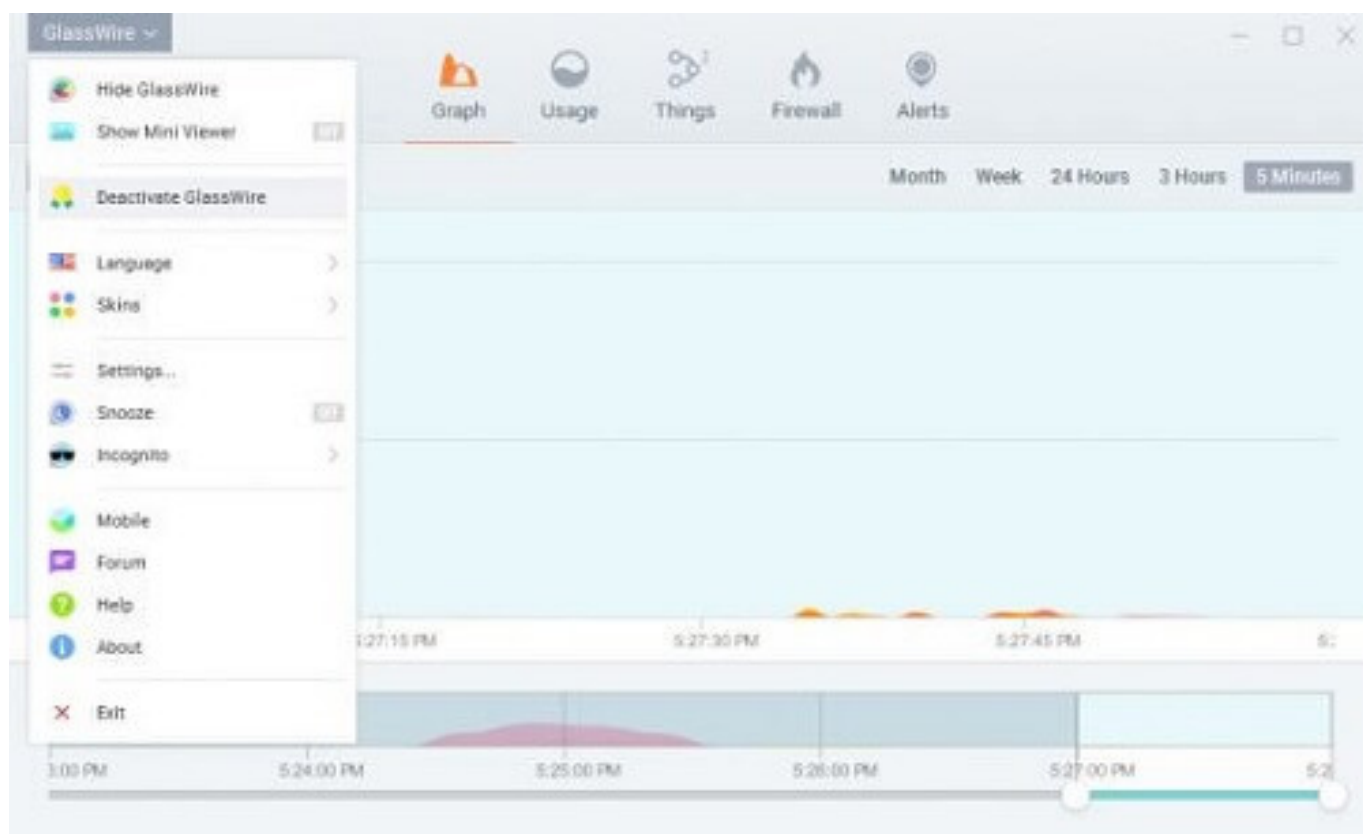 GlassWire
Hide GlassWire
Show Mini Viewer
Deactivate GlassWire
Language
Skins
Settings...
Snooze
Incognito
Mobile
Forum
Help
About
Exit
Graph Usage Things Firewall Alerts
Month Week 24 Hours 3 Hours 5 Minutes
5:27:30 PM 5:27:45 PM
5:24:00 PM 5:25:00 PM 5:26:00 PM 5:27:00 PM